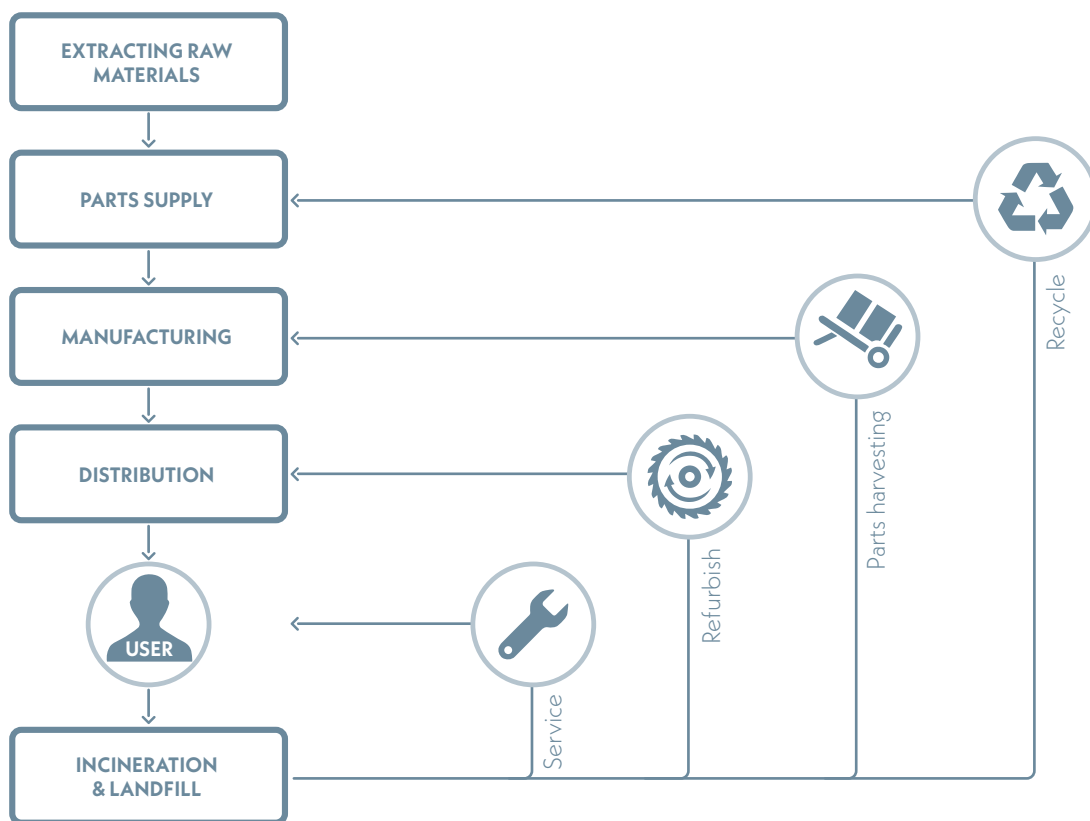 EXTRACTING RAW
MATERIALS
PARTS SUPPLY
Recycle
MANUFACTURING
Parts harvesting
DISTRIBUTION
Refurbish
USER
Service
INCINERATION
& LANDFILL